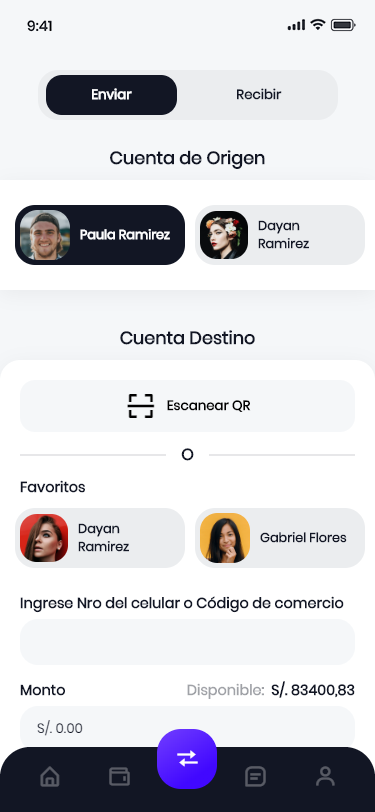 9:41
Enviar
Recibir
Cuenta de Origen
Paula Ramirez
Dayan
Ramirez
Cuenta Destino
Escanear QR
O
Favoritos
Dayan
Ramirez
Gabriel Flores
Ingrese Nro del celular o Código de comercio
Monto
Disponible: S/. 83400,83
S/. 0.00